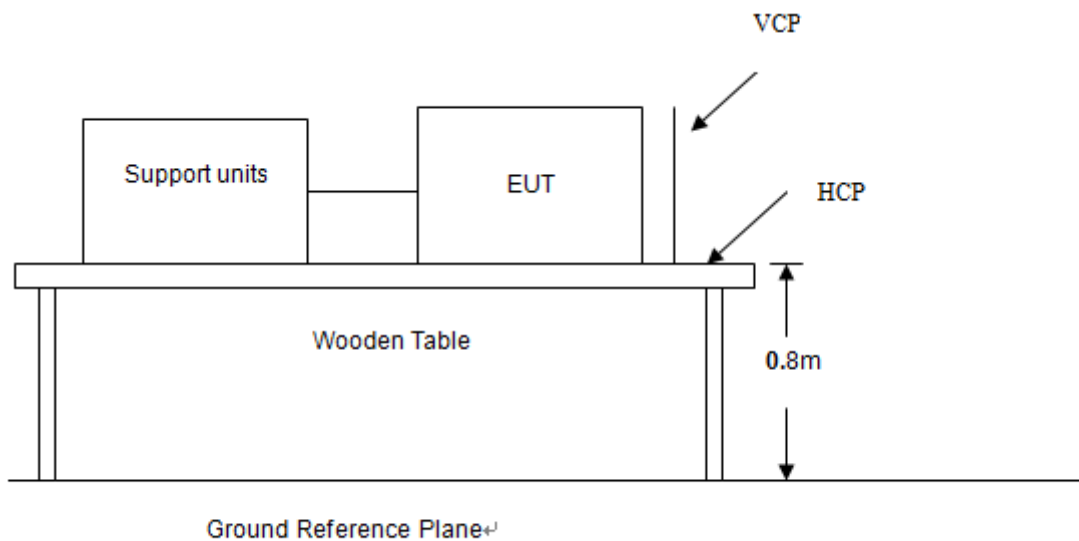 VCP
Support units
EUT
HCP
Wooden Table
0.8m
Ground Reference Plane↵